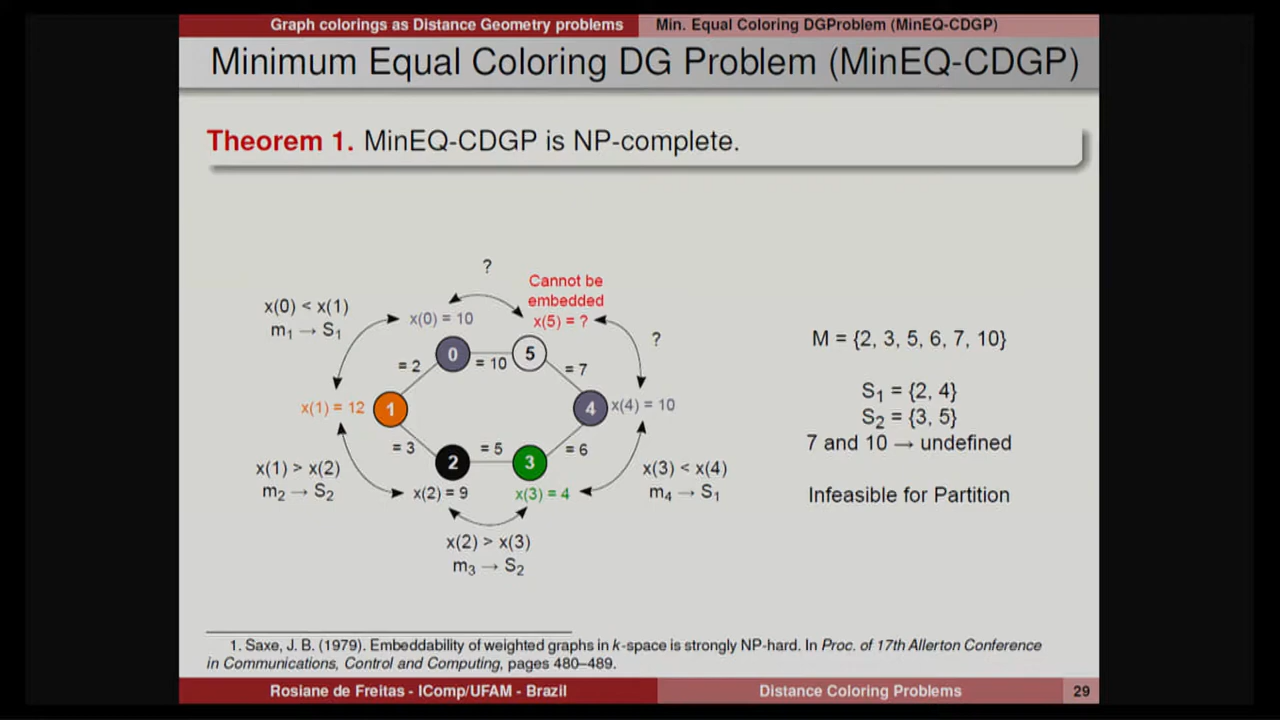 Graph colorings as Distance Geometry problems
Min. Equal Coloring DGProblem (MinEQ-CDGP)
Minimum Equal Coloring DG Problem (MinEQ-CDGP)
Theorem 1. MinEQ-CDGP is NP-complete.
?
Cannot be
embedded
x(5) = ?
x(0) < x(1)
m₁ → S₁
x(0) = 10
?
0
5
= 2
= 10
= 7
x(1) = 12
1
4
x(4) = 10
= 3
= 5
= 6
2
3
x(1) > x(2)
m₂ → S₂
x(2) = 9
x(3) = 4
x(3) < x(4)
m₄ → S₁
x(2) > x(3)
m₃ → S₂
M = {2, 3, 5, 6, 7, 10}
S₁ = {2, 4}
S₂ = {3, 5}
7 and 10 → undefined
Infeasible for Partition
1. Saxe, J. B. (1979). Embeddability of weighted graphs in k-space is strongly NP-hard. In Proc. of 17th Allerton Conference
in Communications, Control and Computing, pages 480–489.
Rosiane de Freitas - IComp/UFAM - Brazil
Distance Coloring Problems
29